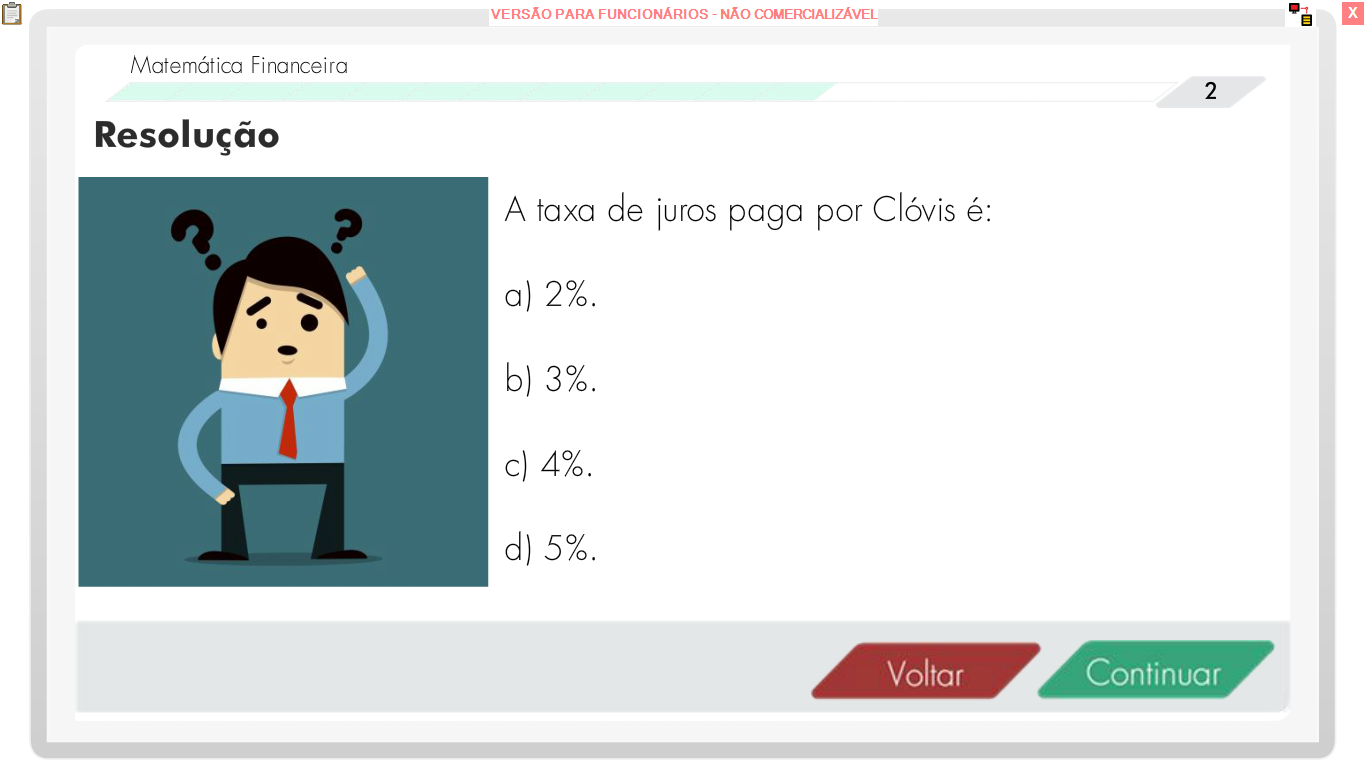 VERSÃO PARA FUNCIONÁRIOS - NÃO COMERCIALIZÁVEL
X
Matemática Financeira
2
Resolução
A taxa de juros paga por Clóvis é:
a) 2%.
b) 3%.
c) 4%.
d) 5%.
Voltar
Continuar